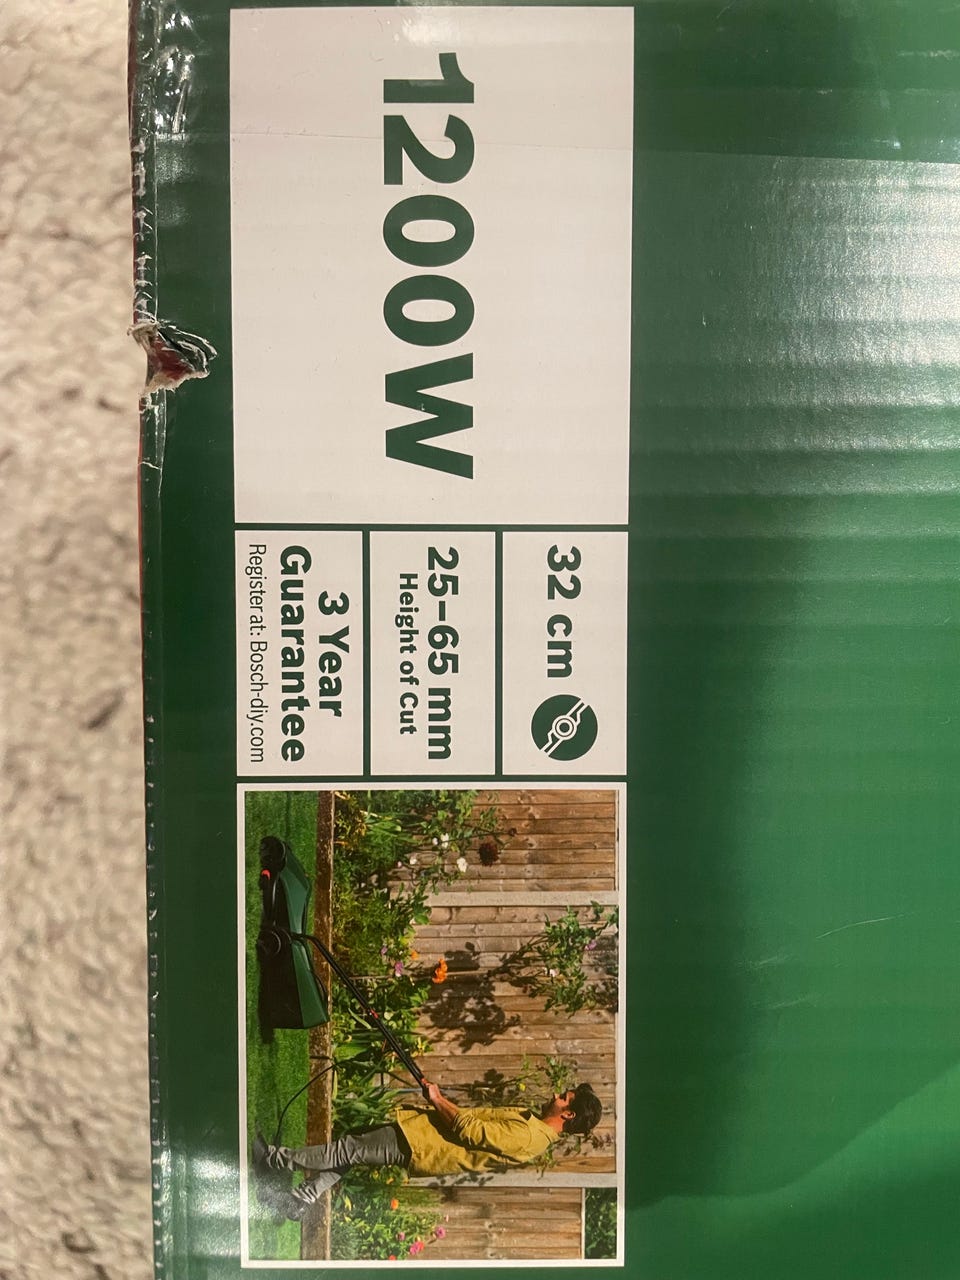 1200W
32 cm
25–65 mm
Height of Cut
3 Year
Guarantee
Register at: Bosch-diy.com